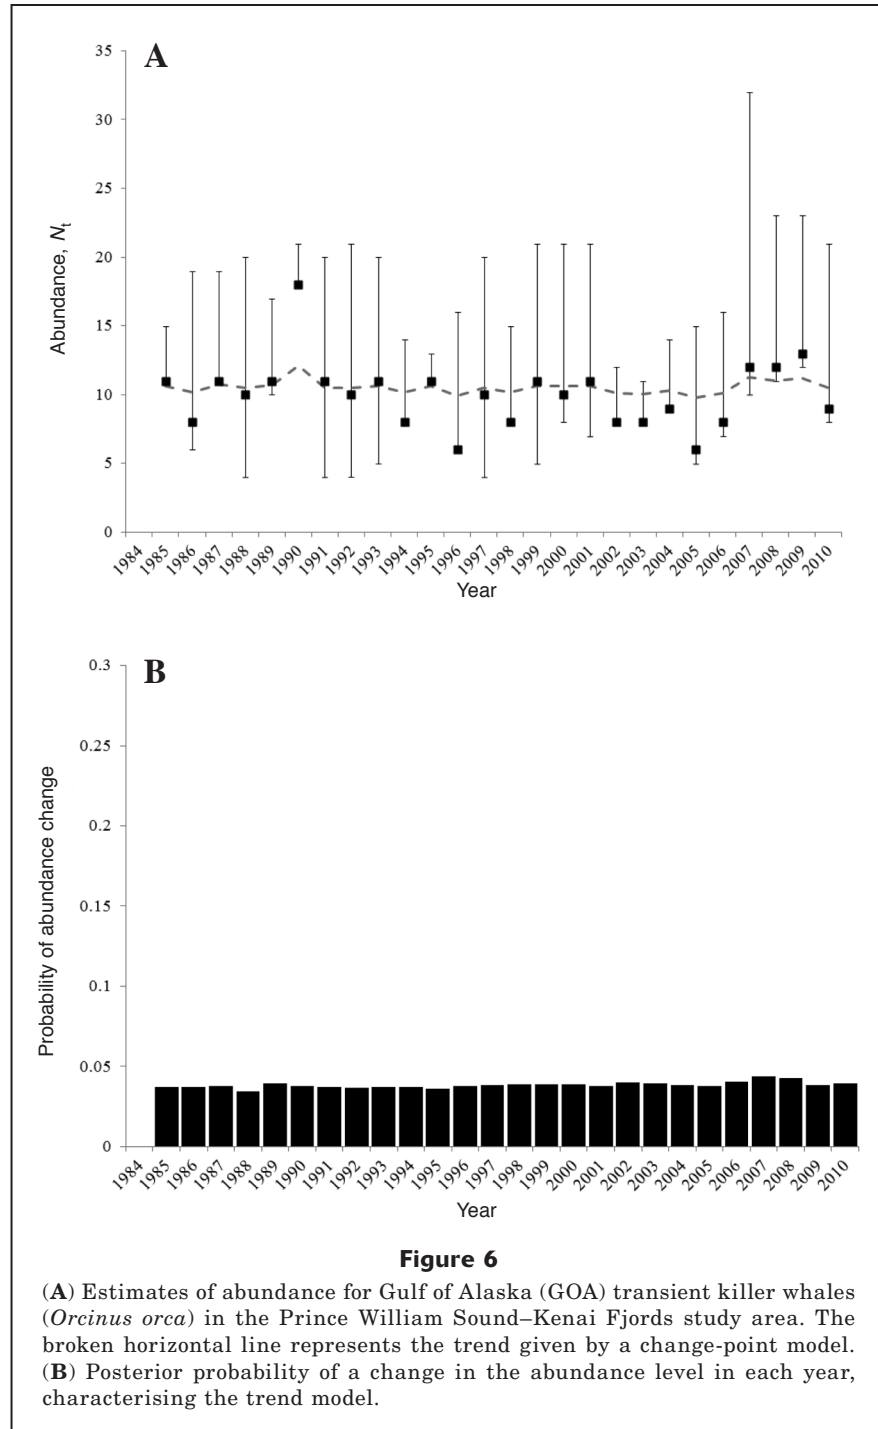 A
35
30
25
20
15
10
5
0
Abundance, Nt
1984 1985 1986 1987 1988 1989 1990 1991 1992 1993 1994 1995 1996 1997 1998 1999 2000 2001 2002 2003 2004 2005 2006 2007 2008 2009 2010
Year
B
0.3
0.25
0.2
0.15
0.1
0.05
0
Probability of abundance change
1984 1985 1986 1987 1988 1989 1990 1991 1992 1993 1994 1995 1996 1997 1998 1999 2000 2001 2002 2003 2004 2005 2006 2007 2008 2009 2010
Year
Figure 6
(A) Estimates of abundance for Gulf of Alaska (GOA) transient killer whales
(Orcinus orca) in the Prince William Sound–Kenai Fjords study area. The
broken horizontal line represents the trend given by a change-point model.
(B) Posterior probability of a change in the abundance level in each year,
characterising the trend model.